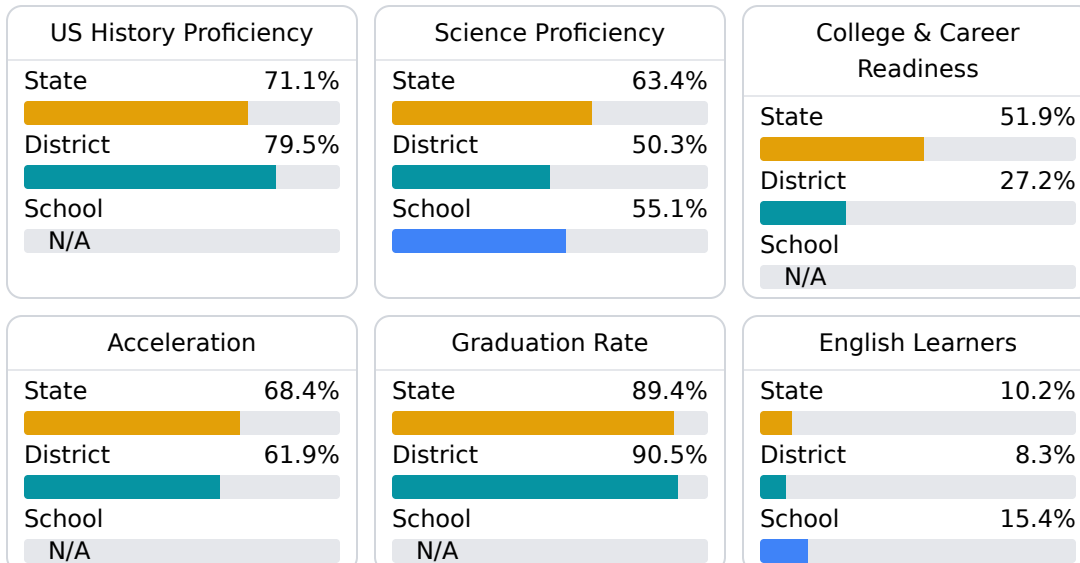 US History Proficiency
State 71.1%
District 79.5%
School
N/A
Science Proficiency
State 63.4%
District 50.3%
School 55.1%
College & Career
Readiness
State 51.9%
District 27.2%
School
N/A
Acceleration
State 68.4%
District 61.9%
School
N/A
Graduation Rate
State 89.4%
District 90.5%
School
N/A
English Learners
State 10.2%
District 8.3%
School 15.4%